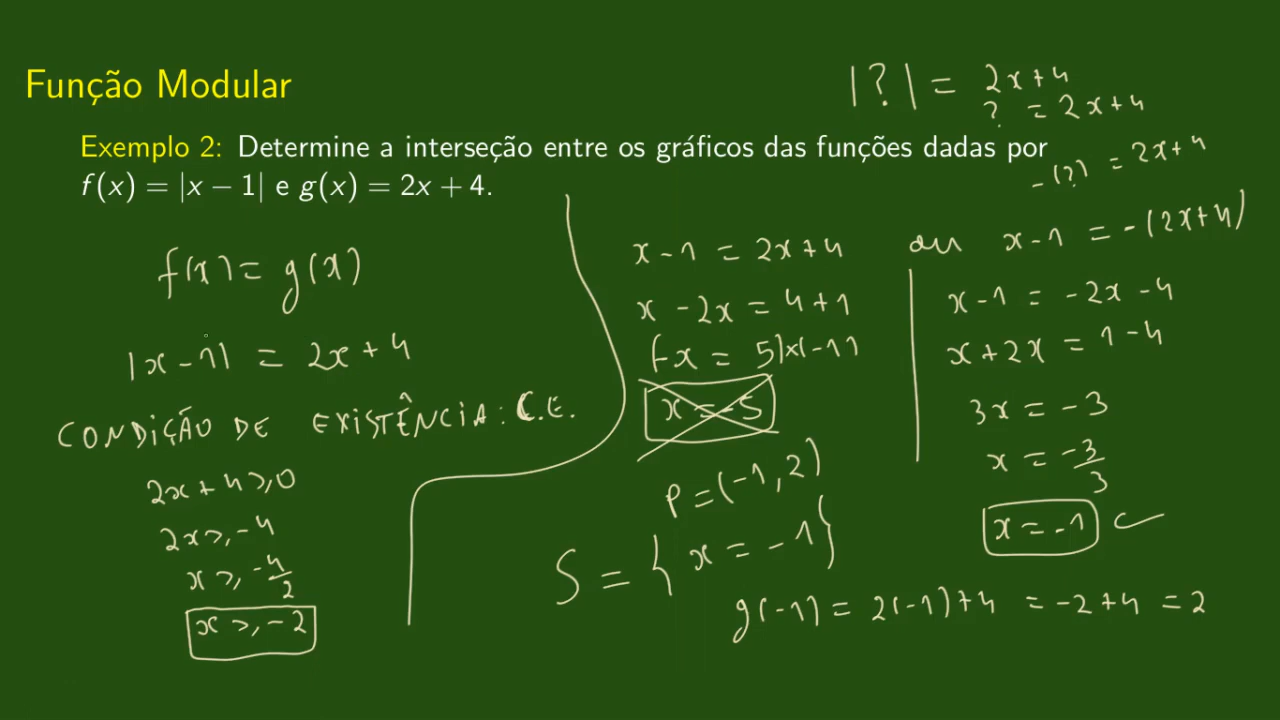 Função Modular
Exemplo 2: Determine a interseção entre os gráficos das funções dadas por
f(x) = |x − 1| e g(x) = 2x + 4.
|?| = 2x+4
? = 2x+4
-(?) = 2x+4
f(x) = g(x)
|x-1| = 2x+4
CONDIÇÃO DE EXISTÊNCIA: C.E.
2x+4 ≥ 0
2x ≥ -4
x ≥ -4/2
x ≥ -2
x-1 = 2x+4 ou x-1 = -(2x+4)
x - 2x = 4+1
-x = 5 |×(-1)
x = -5
x-1 = -2x-4
x+2x = 1-4
3x = -3
x = -3/3
x = -1
P = (-1, 2)
S = { x = -1 }
g(-1) = 2(-1)+4 = -2+4 = 2